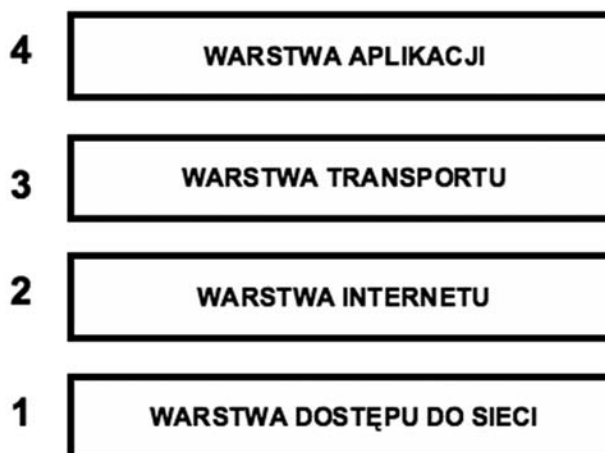 4 WARSTWA APLIKACJI
3 WARSTWA TRANSPORTU
2 WARSTWA INTERNETU
1 WARSTWA DOSTĘPU DO SIECI